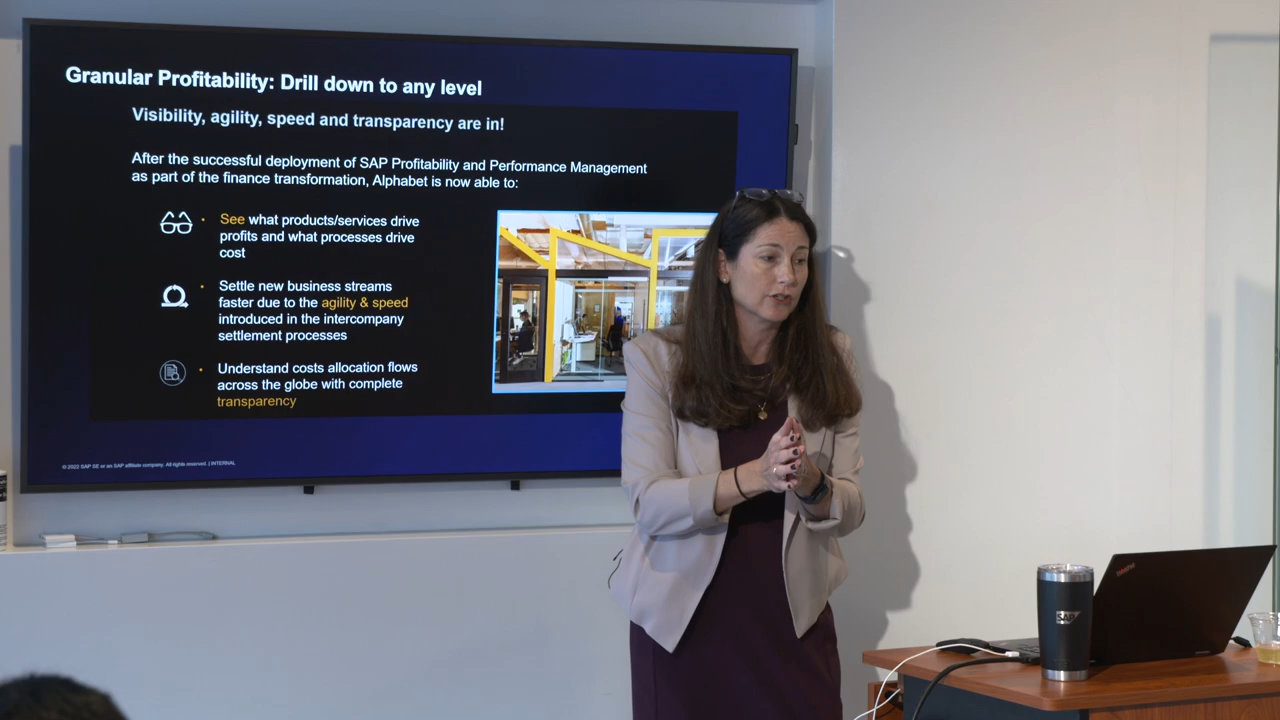 Granular Profitability: Drill down to any level
Visibility, agility, speed and transparency are in!
After the successful deployment of SAP Profitability and Performance Management
as part of the finance transformation, Alphabet is now able to:
• See what products/services drive
profits and what processes drive
cost
• Settle new business streams
faster due to the agility & speed
introduced in the intercompany
settlement processes
• Understand costs allocation flows
across the globe with complete
transparency
© 2022 SAP SE or an SAP affiliate company. All rights reserved. | INTERNAL
SAP
ThinkPad